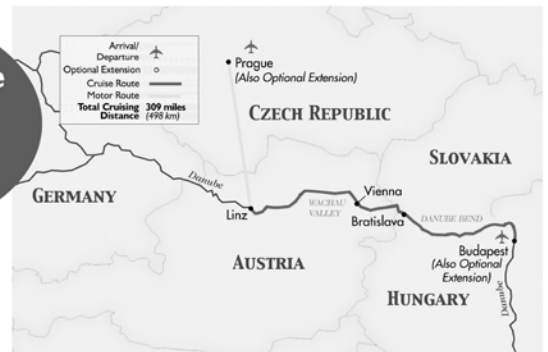 e
Arrival/
Departure
Optional Extension
Cruise Route
Motor Route
Total Cruising 309 miles
Distance (498 km)
Prague
(Also Optional Extension)
CZECH REPUBLIC
SLOVAKIA
GERMANY
Danube
Linz
WACHAU
VALLEY
Vienna
Bratislava
DANUBE BEND
Budapest
(Also Optional
Extension)
AUSTRIA
HUNGARY
Danube